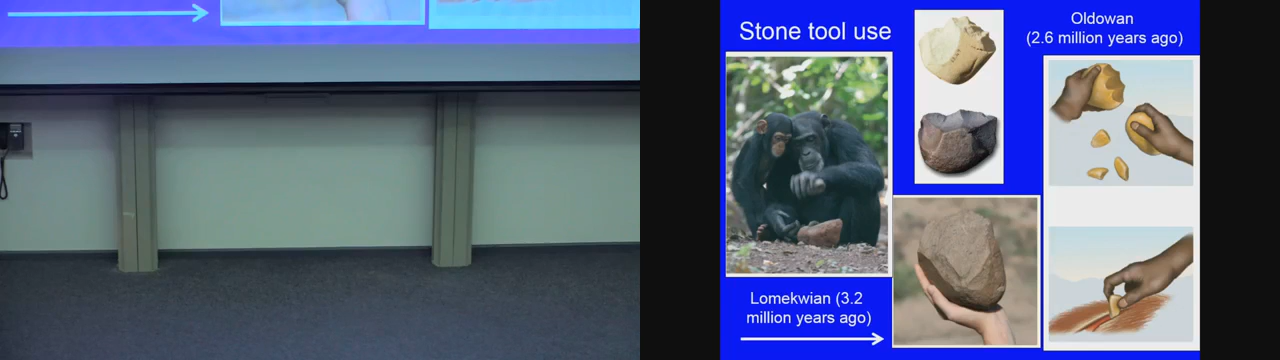 Stone tool use
Oldowan
(2.6 million years ago)
Lomekwian (3.2
million years ago)